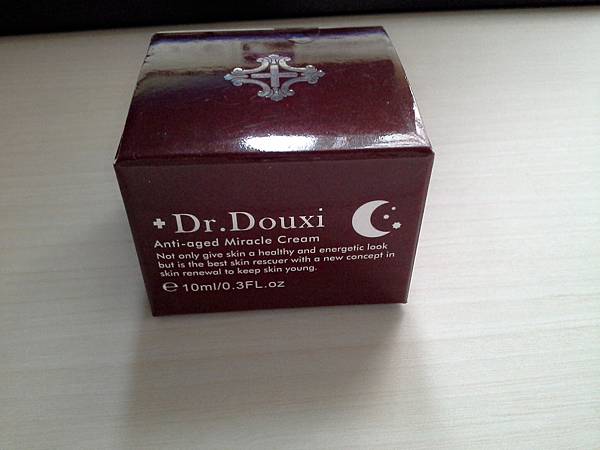 Dr.Douxi
Anti-aged Miracle Cream
Not only give skin a healthy and energetic look
but is the best skin rescuer with a new concept in
skin renewal to keep skin young.
℮ 10ml/0.3FL.oz